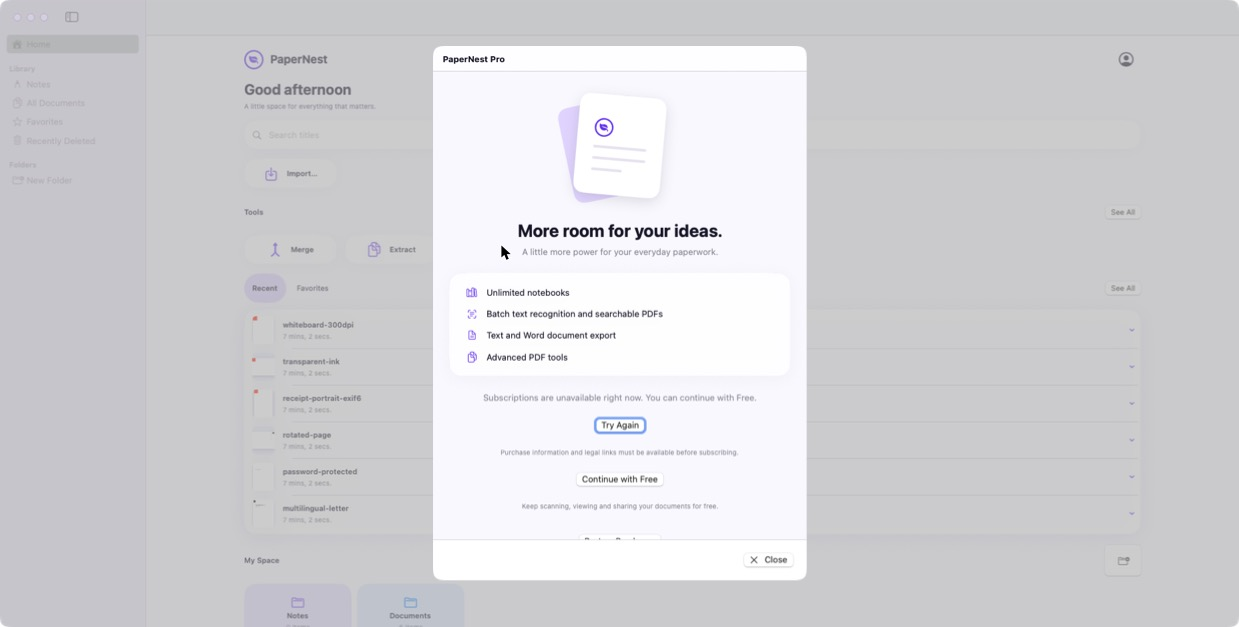 Home
Library
Notes
All Documents
Favorites
Recently Deleted
Folders
New Folder
PaperNest
Good afternoon
A little space for everything that matters.
Search titles
Import...
Tools
See All
Merge
Extract
Recent
Favorites
See All
whiteboard-300dpi
7 mins, 2 secs.
transparent-ink
7 mins, 2 secs.
receipt-portrait-exif6
7 mins, 2 secs.
rotated-page
7 mins, 2 secs.
password-protected
7 mins, 2 secs.
multilingual-letter
7 mins, 2 secs.
My Space
Notes
Documents
PaperNest Pro
More room for your ideas.
A little more power for your everyday paperwork.
Unlimited notebooks
Batch text recognition and searchable PDFs
Text and Word document export
Advanced PDF tools
Subscriptions are unavailable right now. You can continue with Free.
Try Again
Purchase information and legal links must be available before subscribing.
Continue with Free
Keep scanning, viewing and sharing your documents for free.
Close